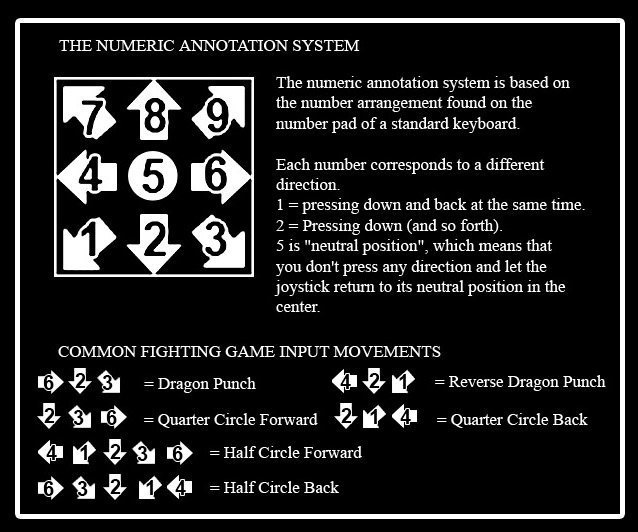 THE NUMERIC ANNOTATION SYSTEM
7 8 9
4 5 6
1 2 3
The numeric annotation system is based on
the number arrangement found on the
number pad of a standard keyboard.
Each number corresponds to a different
direction.
1 = pressing down and back at the same time.
2 = Pressing down (and so forth).
5 is "neutral position", which means that
you don't press any direction and let the
joystick return to its neutral position in the
center.
COMMON FIGHTING GAME INPUT MOVEMENTS
6 2 3 = Dragon Punch
4 2 1 = Reverse Dragon Punch
2 3 6 = Quarter Circle Forward
2 1 4 = Quarter Circle Back
4 1 2 3 6 = Half Circle Forward
6 3 2 1 4 = Half Circle Back